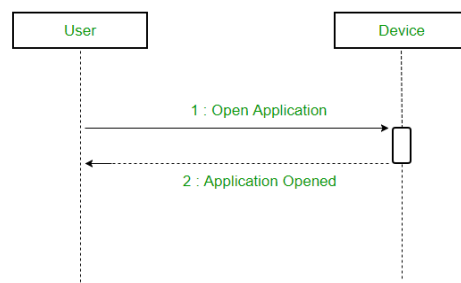 User
Device
1 : Open Application
2 : Application Opened